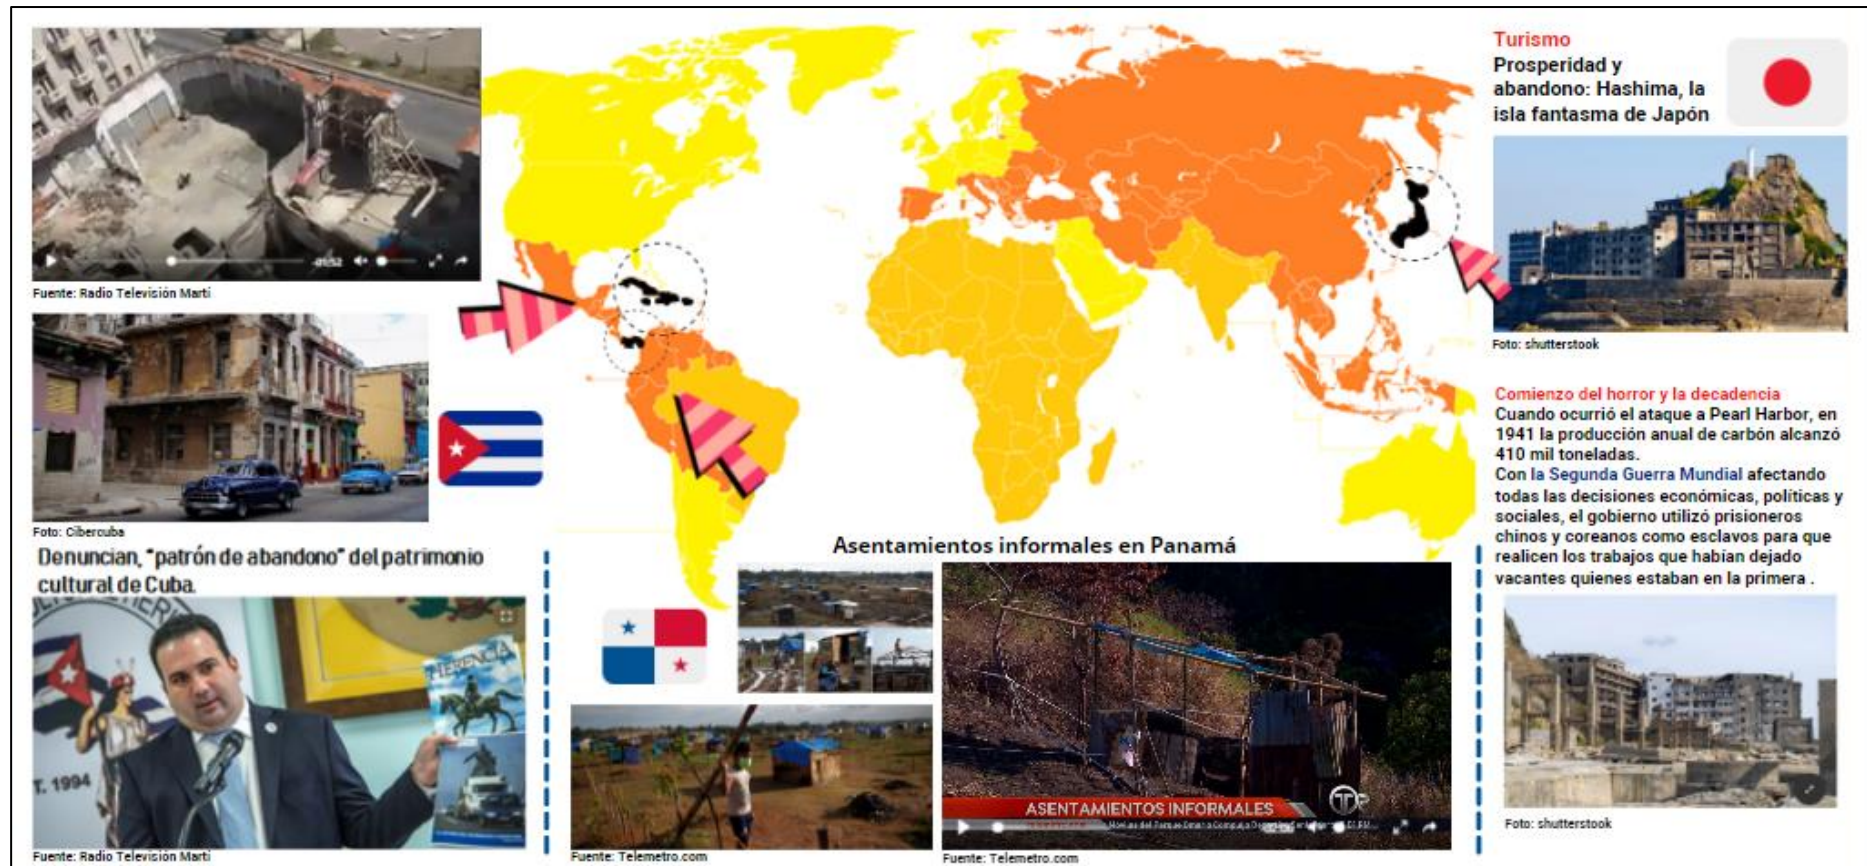 -01:52
Fuente: Radio Televisión Martí
Foto: Cibercuba
Denuncian, "patrón de abandono" del patrimonio
cultural de Cuba.
HERENCIA
T. 1994
Fuente: Radio Televisión Martí
Asentamientos informales en Panamá
ASENTAMIENTOS INFORMALES
Fuente: Telemetro.com
Fuente: Telemetro.com
Turismo
Prosperidad y
abandono: Hashima, la
isla fantasma de Japón
Foto: shutterstook
Comienzo del horror y la decadencia
Cuando ocurrió el ataque a Pearl Harbor, en
1941 la producción anual de carbón alcanzó
410 mil toneladas.
Con la Segunda Guerra Mundial afectando
todas las decisiones económicas, políticas y
sociales, el gobierno utilizó prisioneros
chinos y coreanos como esclavos para que
realicen los trabajos que habían dejado
vacantes quienes estaban en la primera .
Foto: shutterstook